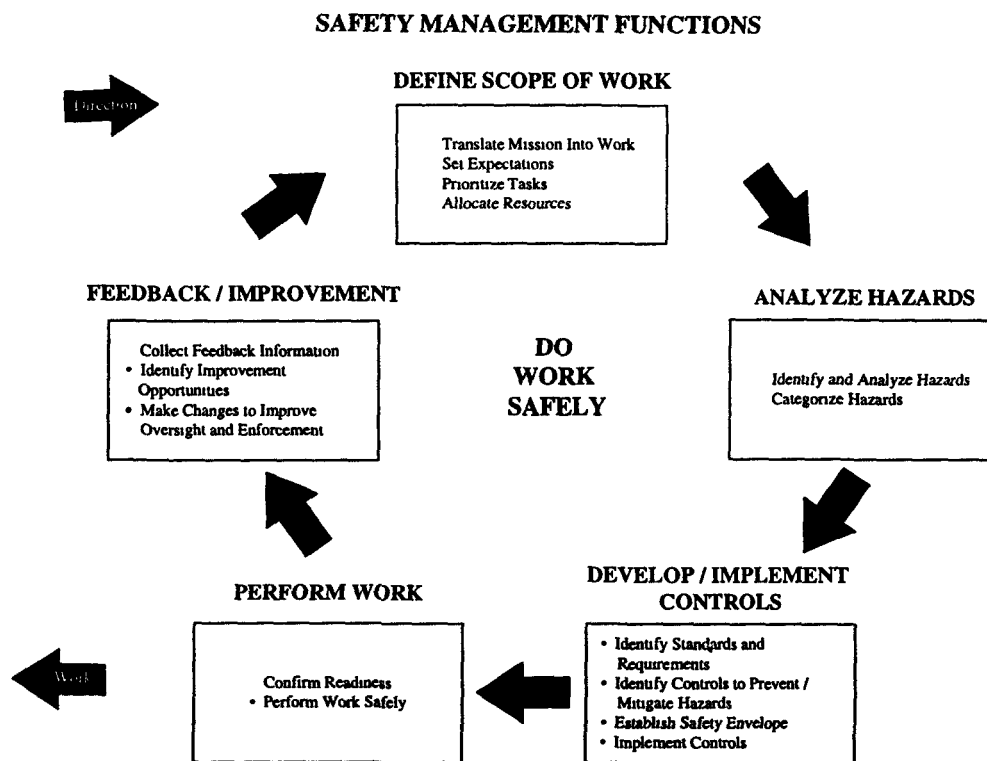 SAFETY MANAGEMENT FUNCTIONS
Direction
DEFINE SCOPE OF WORK
Translate Mission Into Work
Set Expectations
Prioritize Tasks
Allocate Resources
FEEDBACK / IMPROVEMENT
Collect Feedback Information
• Identify Improvement
Opportunities
• Make Changes to Improve
Oversight and Enforcement
DO
WORK
SAFELY
ANALYZE HAZARDS
Identify and Analyze Hazards
Categorize Hazards
PERFORM WORK
Confirm Readiness
• Perform Work Safely
Work
DEVELOP / IMPLEMENT
CONTROLS
• Identify Standards and
Requirements
• Identify Controls to Prevent /
Mitigate Hazards
• Establish Safety Envelope
• Implement Controls